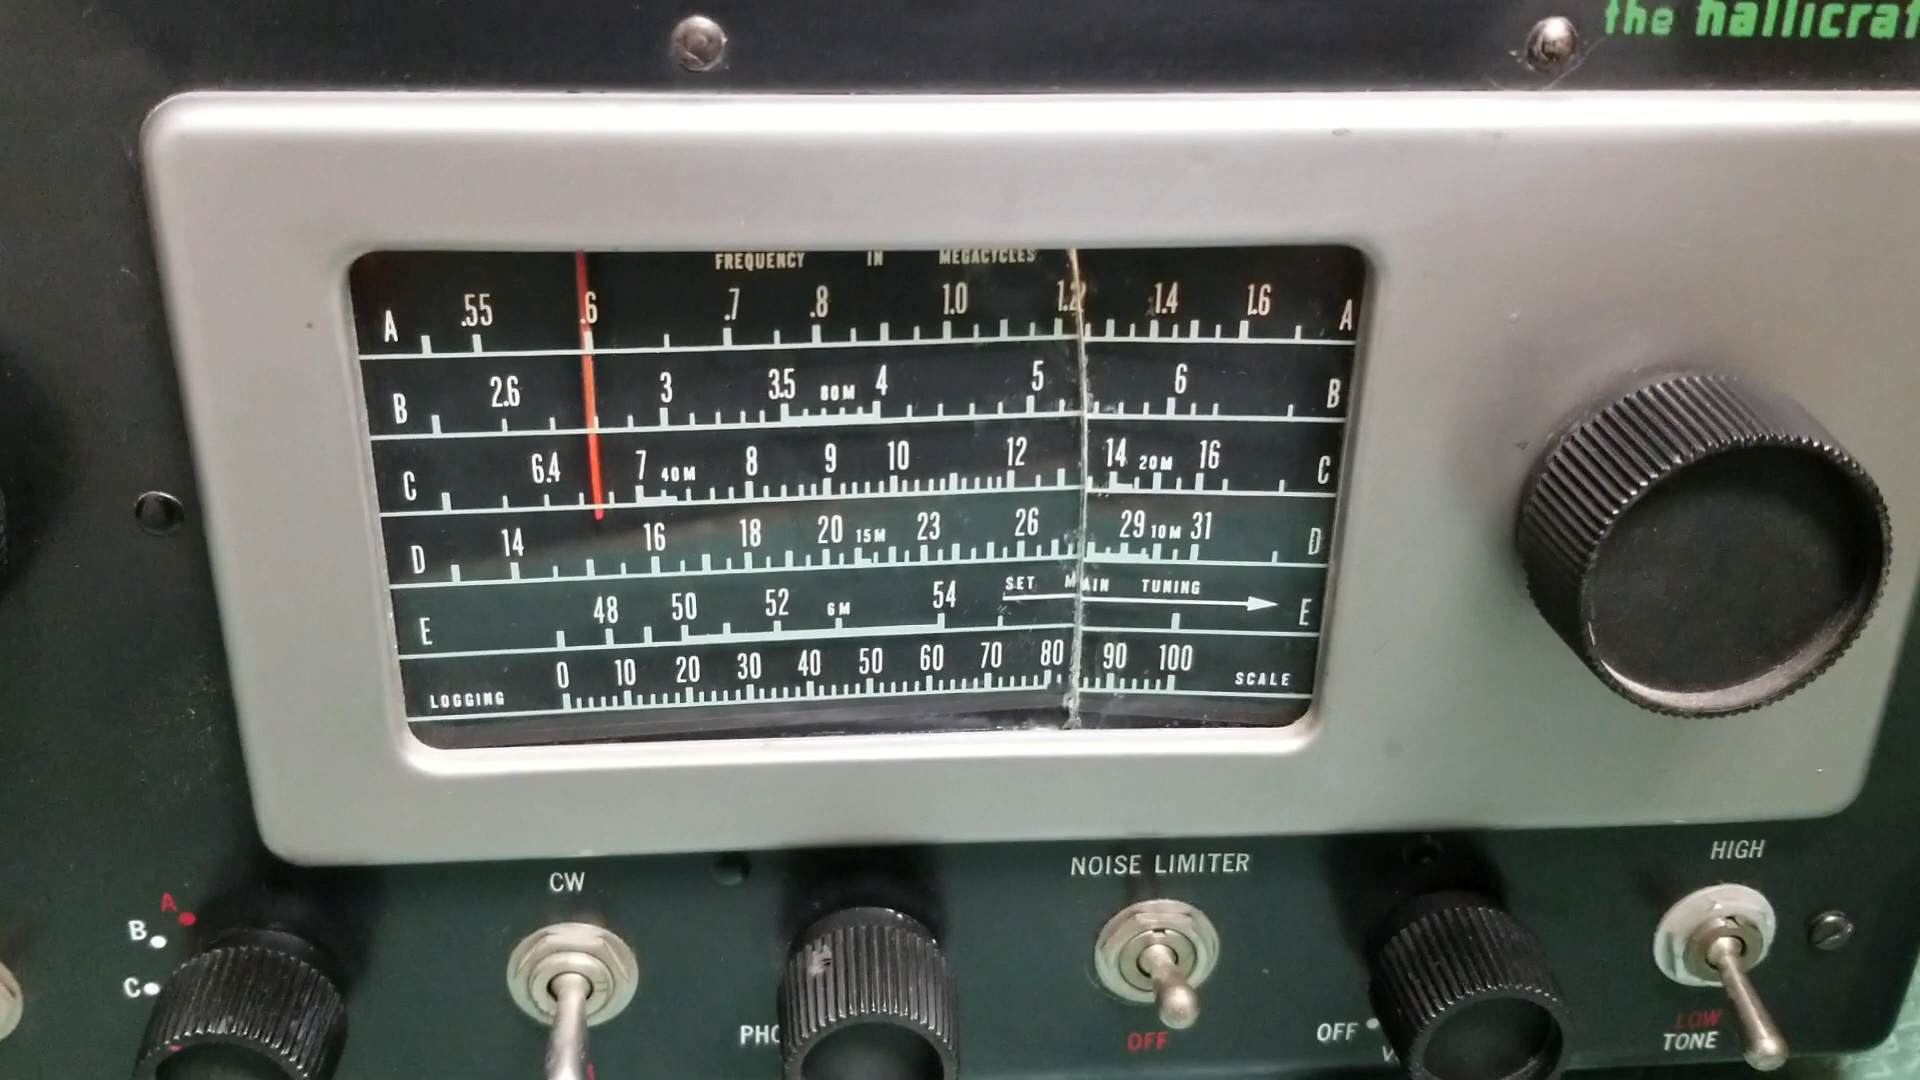 the hallicraf
FREQUENCY IN MEGACYCLES
A .55 .6 .7 .8 1.0 1.2 1.4 1.6 A
B 2.6 3 3.5 80M 4 5 6 B
C 6.4 7 40M 8 9 10 12 14 20M 16 C
D 14 16 18 20 15M 23 26 29 10M 31 D
E 48 50 52 6M 54 SET MAIN TUNING E
LOGGING 0 10 20 30 40 50 60 70 80 90 100 SCALE
CW
NOISE LIMITER
HIGH
A
B
C
PHO
OFF
OFF
LOW
TONE